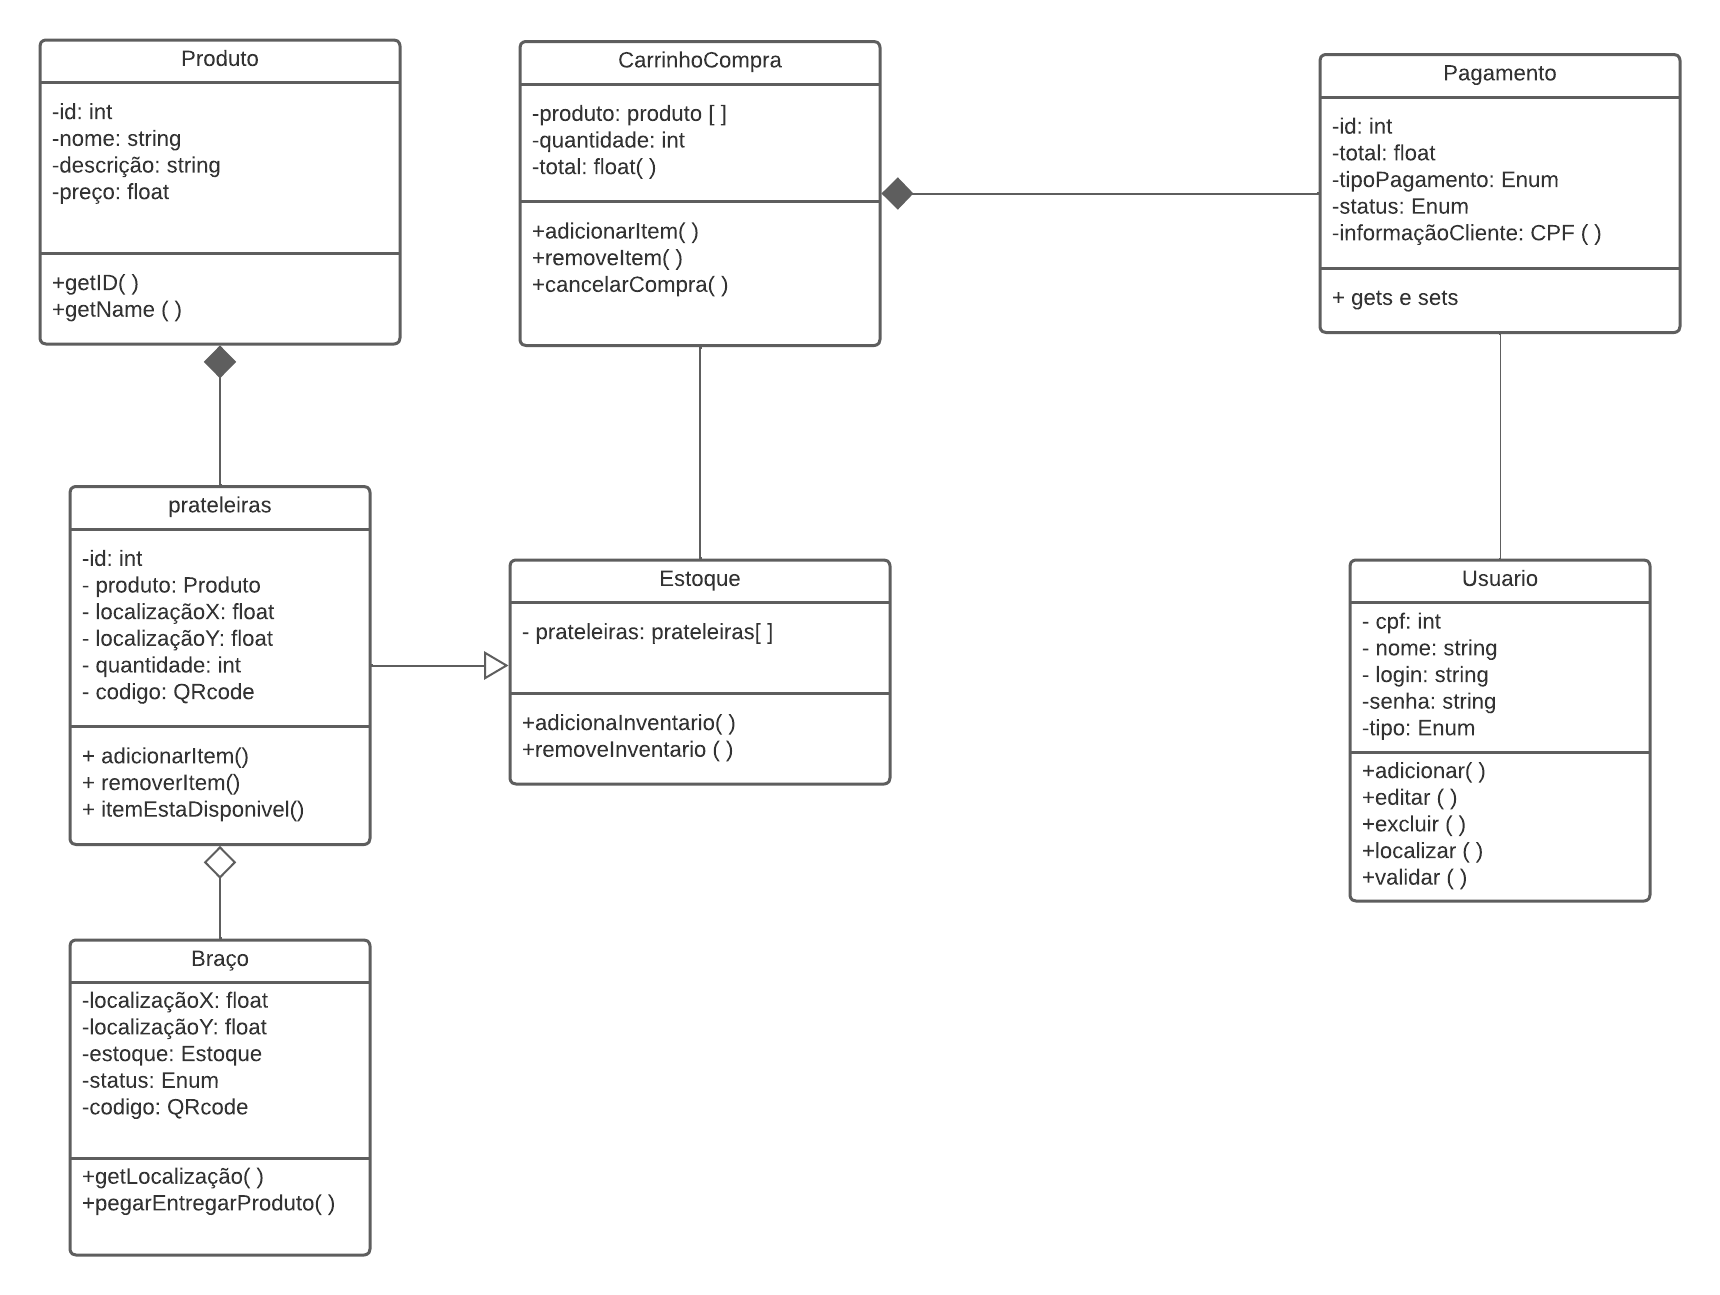 Produto
-id: int
-nome: string
-descrição: string
-preço: float
+getID( )
+getName ( )
CarrinhoCompra
-produto: produto [ ]
-quantidade: int
-total: float( )
+adicionarItem( )
+removeItem( )
+cancelarCompra( )
Pagamento
-id: int
-total: float
-tipoPagamento: Enum
-status: Enum
-informaçãoCliente: CPF ( )
+ gets e sets
prateleiras
-id: int
- produto: Produto
- localizaçãoX: float
- localizaçãoY: float
- quantidade: int
- codigo: QRcode
+ adicionarItem()
+ removerItem()
+ itemEstaDisponivel()
Estoque
- prateleiras: prateleiras[ ]
+adicionaInventario( )
+removeInventario ( )
Usuario
- cpf: int
- nome: string
- login: string
-senha: string
-tipo: Enum
+adicionar( )
+editar ( )
+excluir ( )
+localizar ( )
+validar ( )
Braço
-localizaçãoX: float
-localizaçãoY: float
-estoque: Estoque
-status: Enum
-codigo: QRcode
+getLocalização( )
+pegarEntregarProduto( )